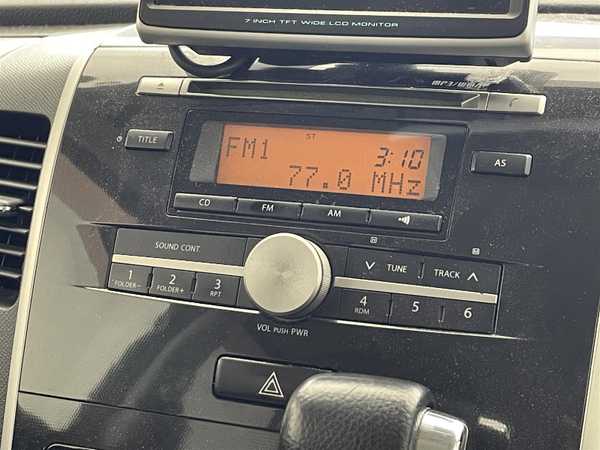 7 INCH TFT WIDE LCD MONITOR
MP3/WMA
TITLE
ST
FM1 3:10
77.0 MHz
AS
CD FM AM
SOUND CONT.
TUNE TRACK
1 FOLDER−
2 FOLDER+
3 RPT
4 RDM
5
6
VOL PUSH PWR